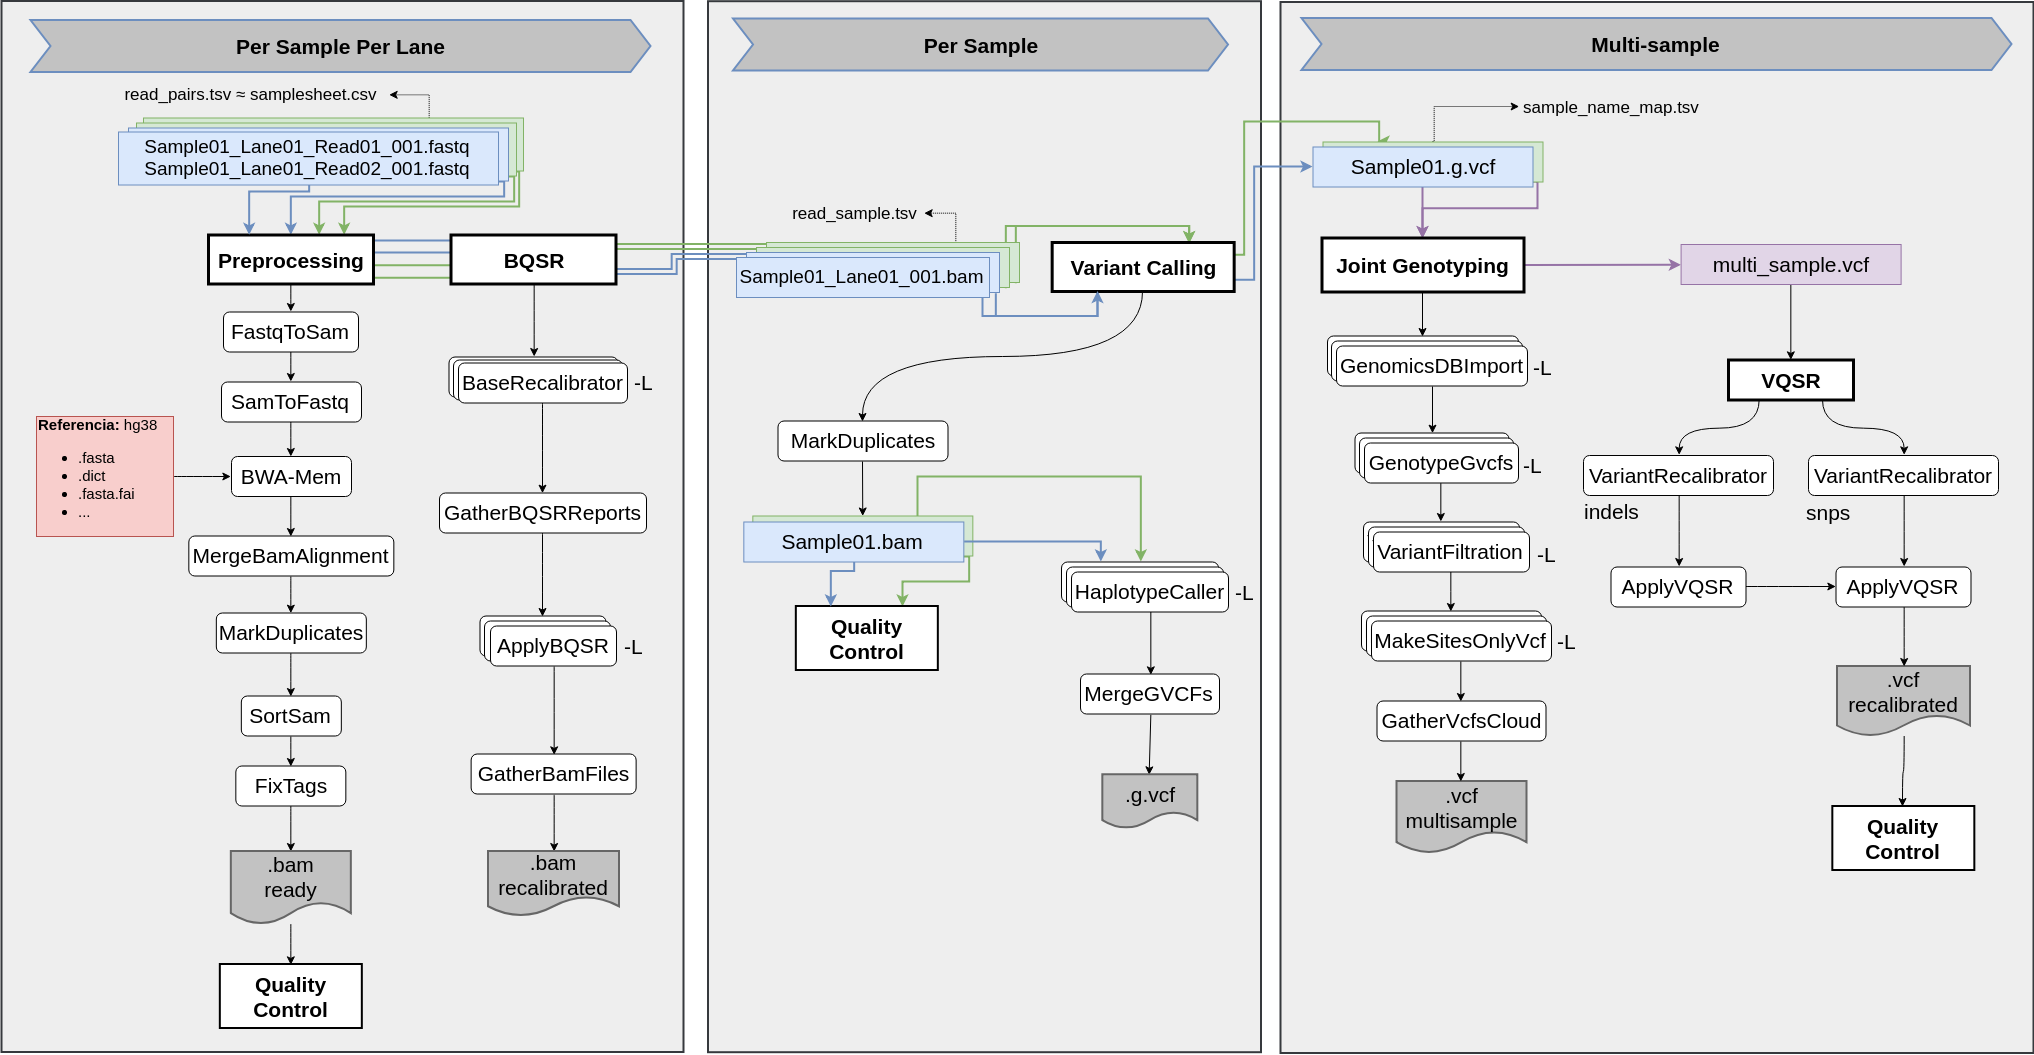 Per Sample Per Lane
read_pairs.tsv ≈ samplesheet.csv
Sample01_Lane01_Read01_001.fastq
Sample01_Lane01_Read02_001.fastq
Preprocessing
BQSR
FastqToSam
SamToFastq
Referencia: hg38
• .fasta
• .dict
• .fasta.fai
• ...
BWA-Mem
MergeBamAlignment
MarkDuplicates
SortSam
FixTags
.bam
ready
Quality
Control
BaseRecalibrator
-L
GatherBQSRReports
ApplyBQSR
-L
GatherBamFiles
.bam
recalibrated
Per Sample
read_sample.tsv
Sample01_Lane01_001.bam
Variant Calling
MarkDuplicates
Sample01.bam
Quality
Control
HaplotypeCaller
-L
MergeGVCFs
.g.vcf
Multi-sample
sample_name_map.tsv
Sample01.g.vcf
Joint Genotyping
multi_sample.vcf
GenomicsDBImport
-L
GenotypeGvcfs
-L
VariantFiltration
-L
MakeSitesOnlyVcf
-L
GatherVcfsCloud
.vcf
multisample
VQSR
VariantRecalibrator
indels
VariantRecalibrator
snps
ApplyVQSR
ApplyVQSR
.vcf
recalibrated
Quality
Control